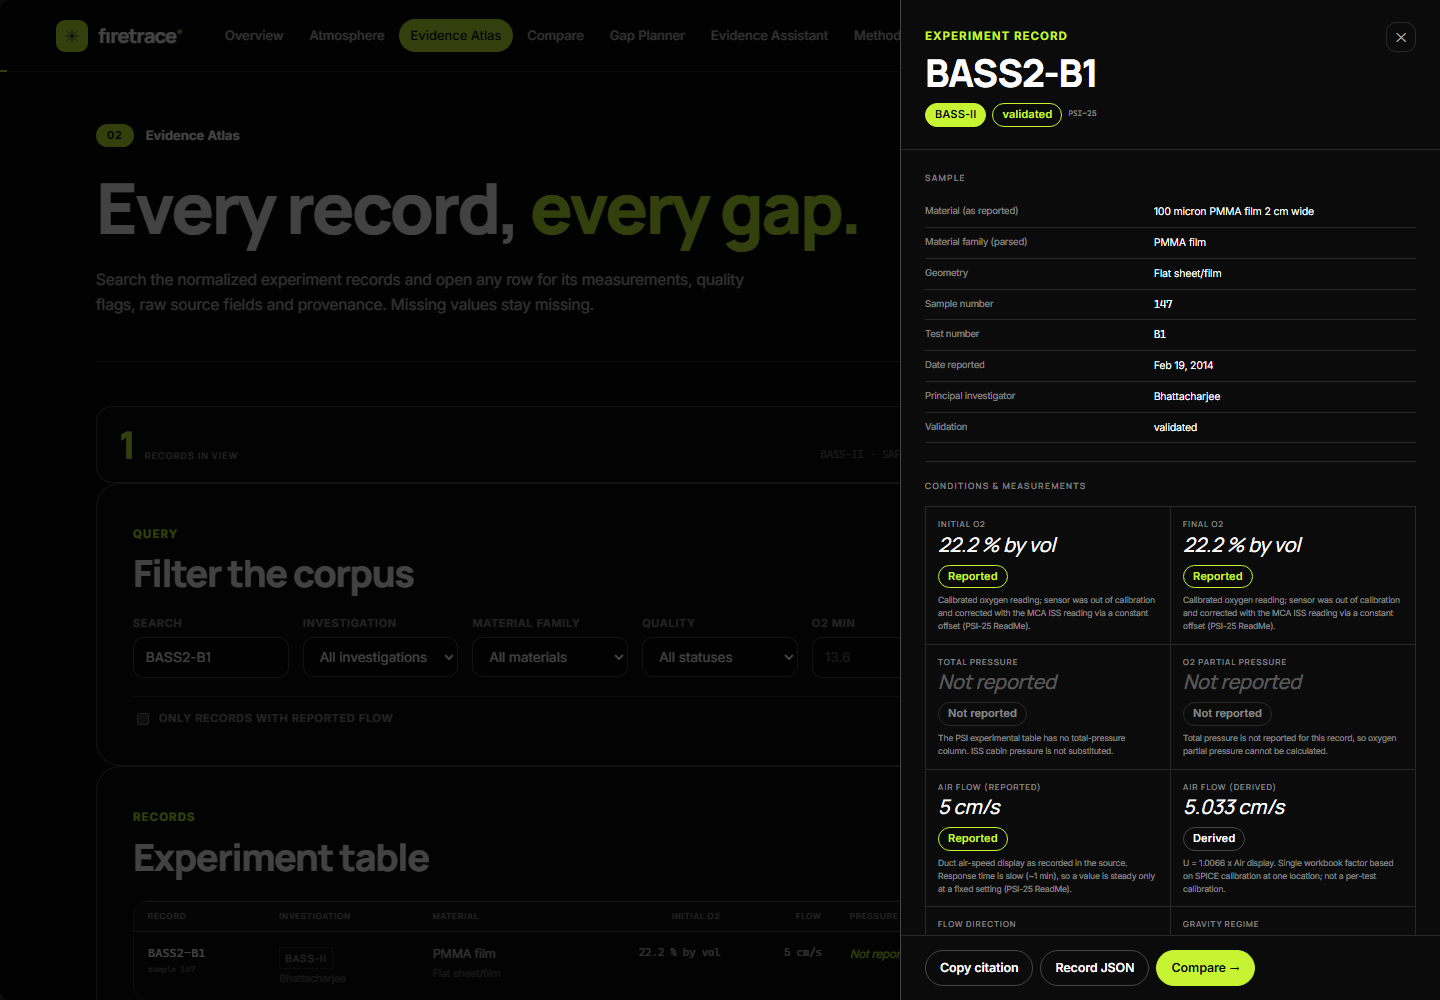 firetrace
Overview
Atmosphere
Evidence Atlas
Compare
Gap Planner
Evidence Assistant
Method
02
Evidence Atlas
Every record, every gap.
Search the normalized experiment records and open any row for its measurements, quality
flags, raw source fields and provenance. Missing values stay missing.
1 RECORDS IN VIEW
BASS-II · SAF
QUERY
Filter the corpus
SEARCH
INVESTIGATION
MATERIAL FAMILY
QUALITY
O2 MIN
BASS2-B1
All investigations
All materials
All statuses
13.6
ONLY RECORDS WITH REPORTED FLOW
RECORDS
Experiment table
RECORD
INVESTIGATION
MATERIAL
INITIAL O2
FLOW
PRESSURE
BASS2-B1
sample 147
BASS-II
Bhattacharjee
PMMA film
Flat sheet/film
22.2 % by vol
5 cm/s
Not repor
EXPERIMENT RECORD
BASS2-B1
BASS-II
validated
PSI-25
SAMPLE
Material (as reported)
100 micron PMMA film 2 cm wide
Material family (parsed)
PMMA film
Geometry
Flat sheet/film
Sample number
147
Test number
B1
Date reported
Feb 19, 2014
Principal investigator
Bhattacharjee
Validation
validated
CONDITIONS & MEASUREMENTS
INITIAL O2
22.2 % by vol
Reported
Calibrated oxygen reading; sensor was out of calibration
and corrected with the MCA ISS reading via a constant
offset (PSI-25 ReadMe).
FINAL O2
22.2 % by vol
Reported
Calibrated oxygen reading; sensor was out of calibration
and corrected with the MCA ISS reading via a constant
offset (PSI-25 ReadMe).
TOTAL PRESSURE
Not reported
Not reported
The PSI experimental table has no total-pressure
column. ISS cabin pressure is not substituted.
O2 PARTIAL PRESSURE
Not reported
Not reported
Total pressure is not reported for this record, so oxygen
partial pressure cannot be calculated.
AIR FLOW (REPORTED)
5 cm/s
Reported
Duct air-speed display as recorded in the source.
Response time is slow (~1 min), so a value is steady only
at a fixed setting (PSI-25 ReadMe).
AIR FLOW (DERIVED)
5.033 cm/s
Derived
U = 1.0066 x Air display. Single workbook factor based
on SPICE calibration at one location; not a per-test
calibration.
FLOW DIRECTION
GRAVITY REGIME
Copy citation
Record JSON
Compare →